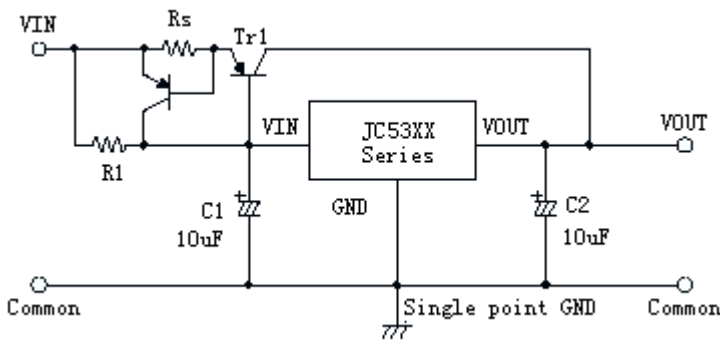 VIN
Rs
Tr1
VIN
JC53XX
Series
VOUT
VOUT
R1
C1
10uF
GND
C2
10uF
Common
Single point GND
Common